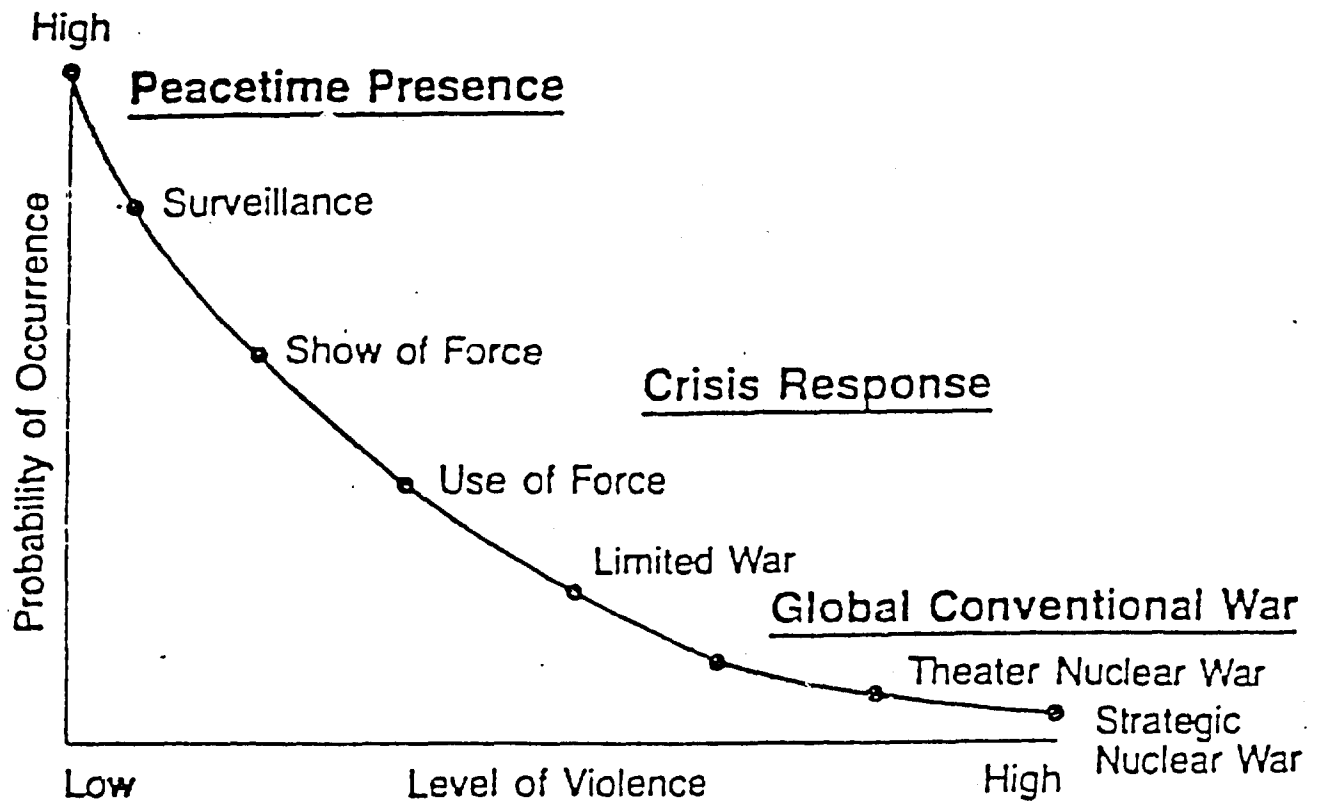 High
Peacetime Presence
Surveillance
Show of Force
Crisis Response
Use of Force
Limited War
Global Conventional War
Theater Nuclear War
Strategic
Nuclear War
Probability of Occurrence
Low
Level of Violence
High